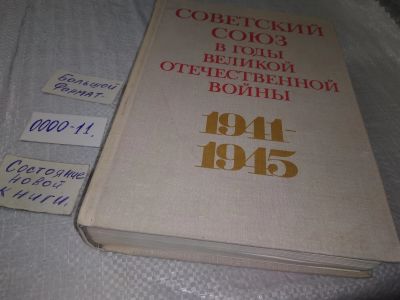 СОВЕТСКИЙ
СОЮЗ
В ГОДЫ
ВЕЛИКОЙ
ОТЕЧЕСТВЕННОЙ
ВОЙНЫ
1941-
1945
Большой
Формат.
0000-11.
Состояние
новой
книги.